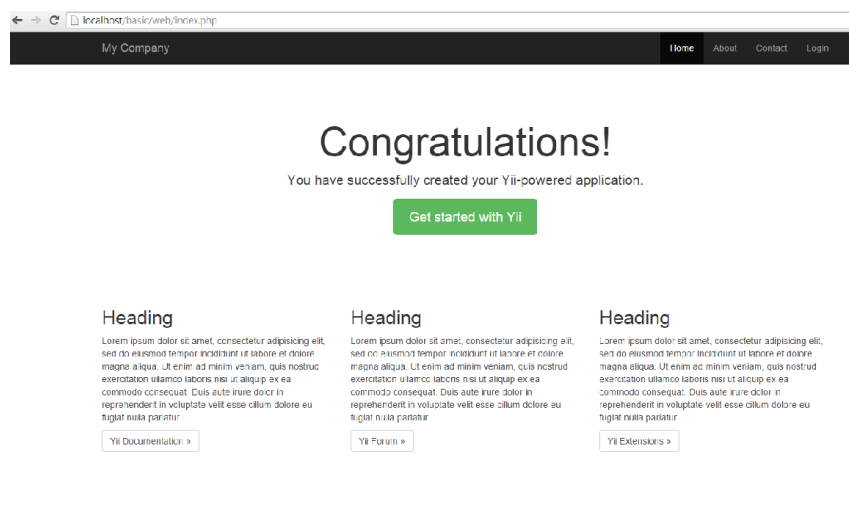 localhost/basic/web/index.php
My Company Home About Contact Login
Congratulations!
You have successfully created your Yii-powered application.
Get started with Yii
Heading
Lorem ipsum dolor sit amet, consectetur adipisicing elit,
sed do eiusmod tempor incididunt ut labore et dolore
magna aliqua. Ut enim ad minim veniam, quis nostrud
exercitation ullamco laboris nisi ut aliquip ex ea
commodo consequat. Duis aute irure dolor in
reprehenderit in voluptate velit esse cillum dolore eu
fugiat nulla pariatur.
Yii Documentation »
Heading
Lorem ipsum dolor sit amet, consectetur adipisicing elit,
sed do eiusmod tempor incididunt ut labore et dolore
magna aliqua. Ut enim ad minim veniam, quis nostrud
exercitation ullamco laboris nisi ut aliquip ex ea
commodo consequat. Duis aute irure dolor in
reprehenderit in voluptate velit esse cillum dolore eu
fugiat nulla pariatur.
Yii Forum »
Heading
Lorem ipsum dolor sit amet, consectetur adipisicing elit,
sed do eiusmod tempor incididunt ut labore et dolore
magna aliqua. Ut enim ad minim veniam, quis nostrud
exercitation ullamco laboris nisi ut aliquip ex ea
commodo consequat. Duis aute irure dolor in
reprehenderit in voluptate velit esse cillum dolore eu
fugiat nulla pariatur.
Yii Extensions »